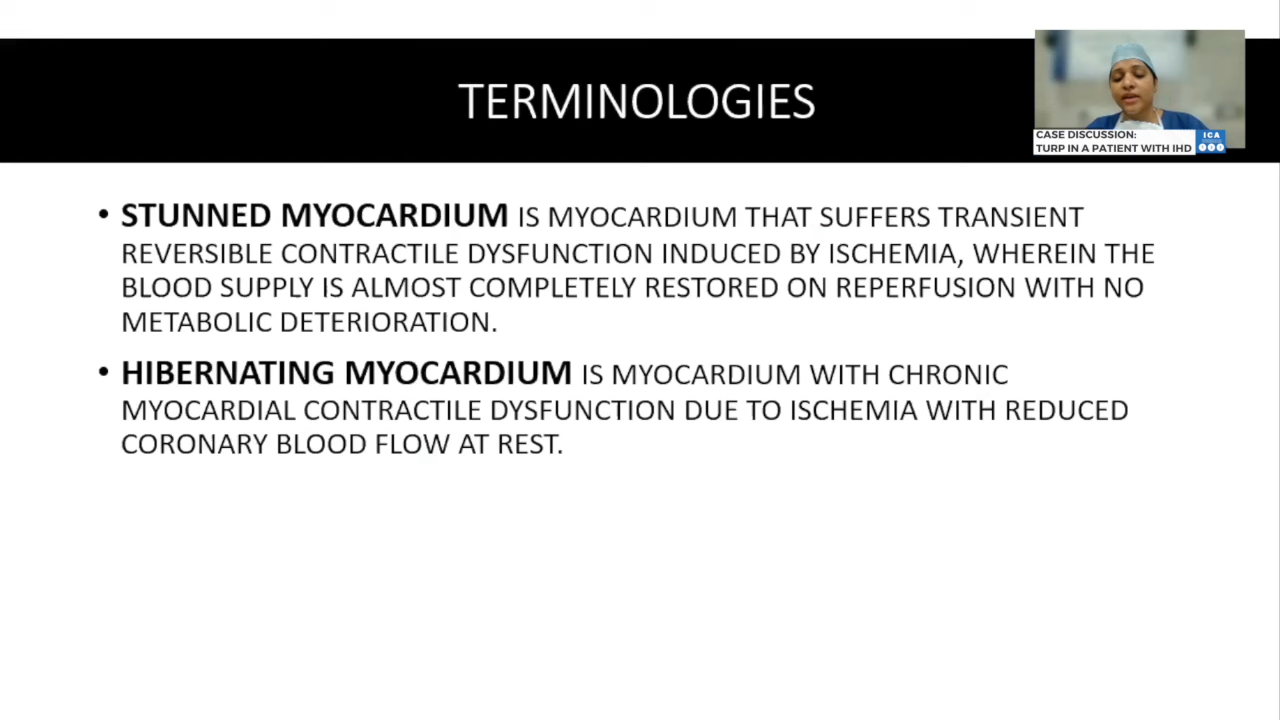 TERMINOLOGIES
ICA
CASE DISCUSSION:
TURP IN A PATIENT WITH IHD
• STUNNED MYOCARDIUM IS MYOCARDIUM THAT SUFFERS TRANSIENT
REVERSIBLE CONTRACTILE DYSFUNCTION INDUCED BY ISCHEMIA, WHEREIN THE
BLOOD SUPPLY IS ALMOST COMPLETELY RESTORED ON REPERFUSION WITH NO
METABOLIC DETERIORATION.
• HIBERNATING MYOCARDIUM IS MYOCARDIUM WITH CHRONIC
MYOCARDIAL CONTRACTILE DYSFUNCTION DUE TO ISCHEMIA WITH REDUCED
CORONARY BLOOD FLOW AT REST.